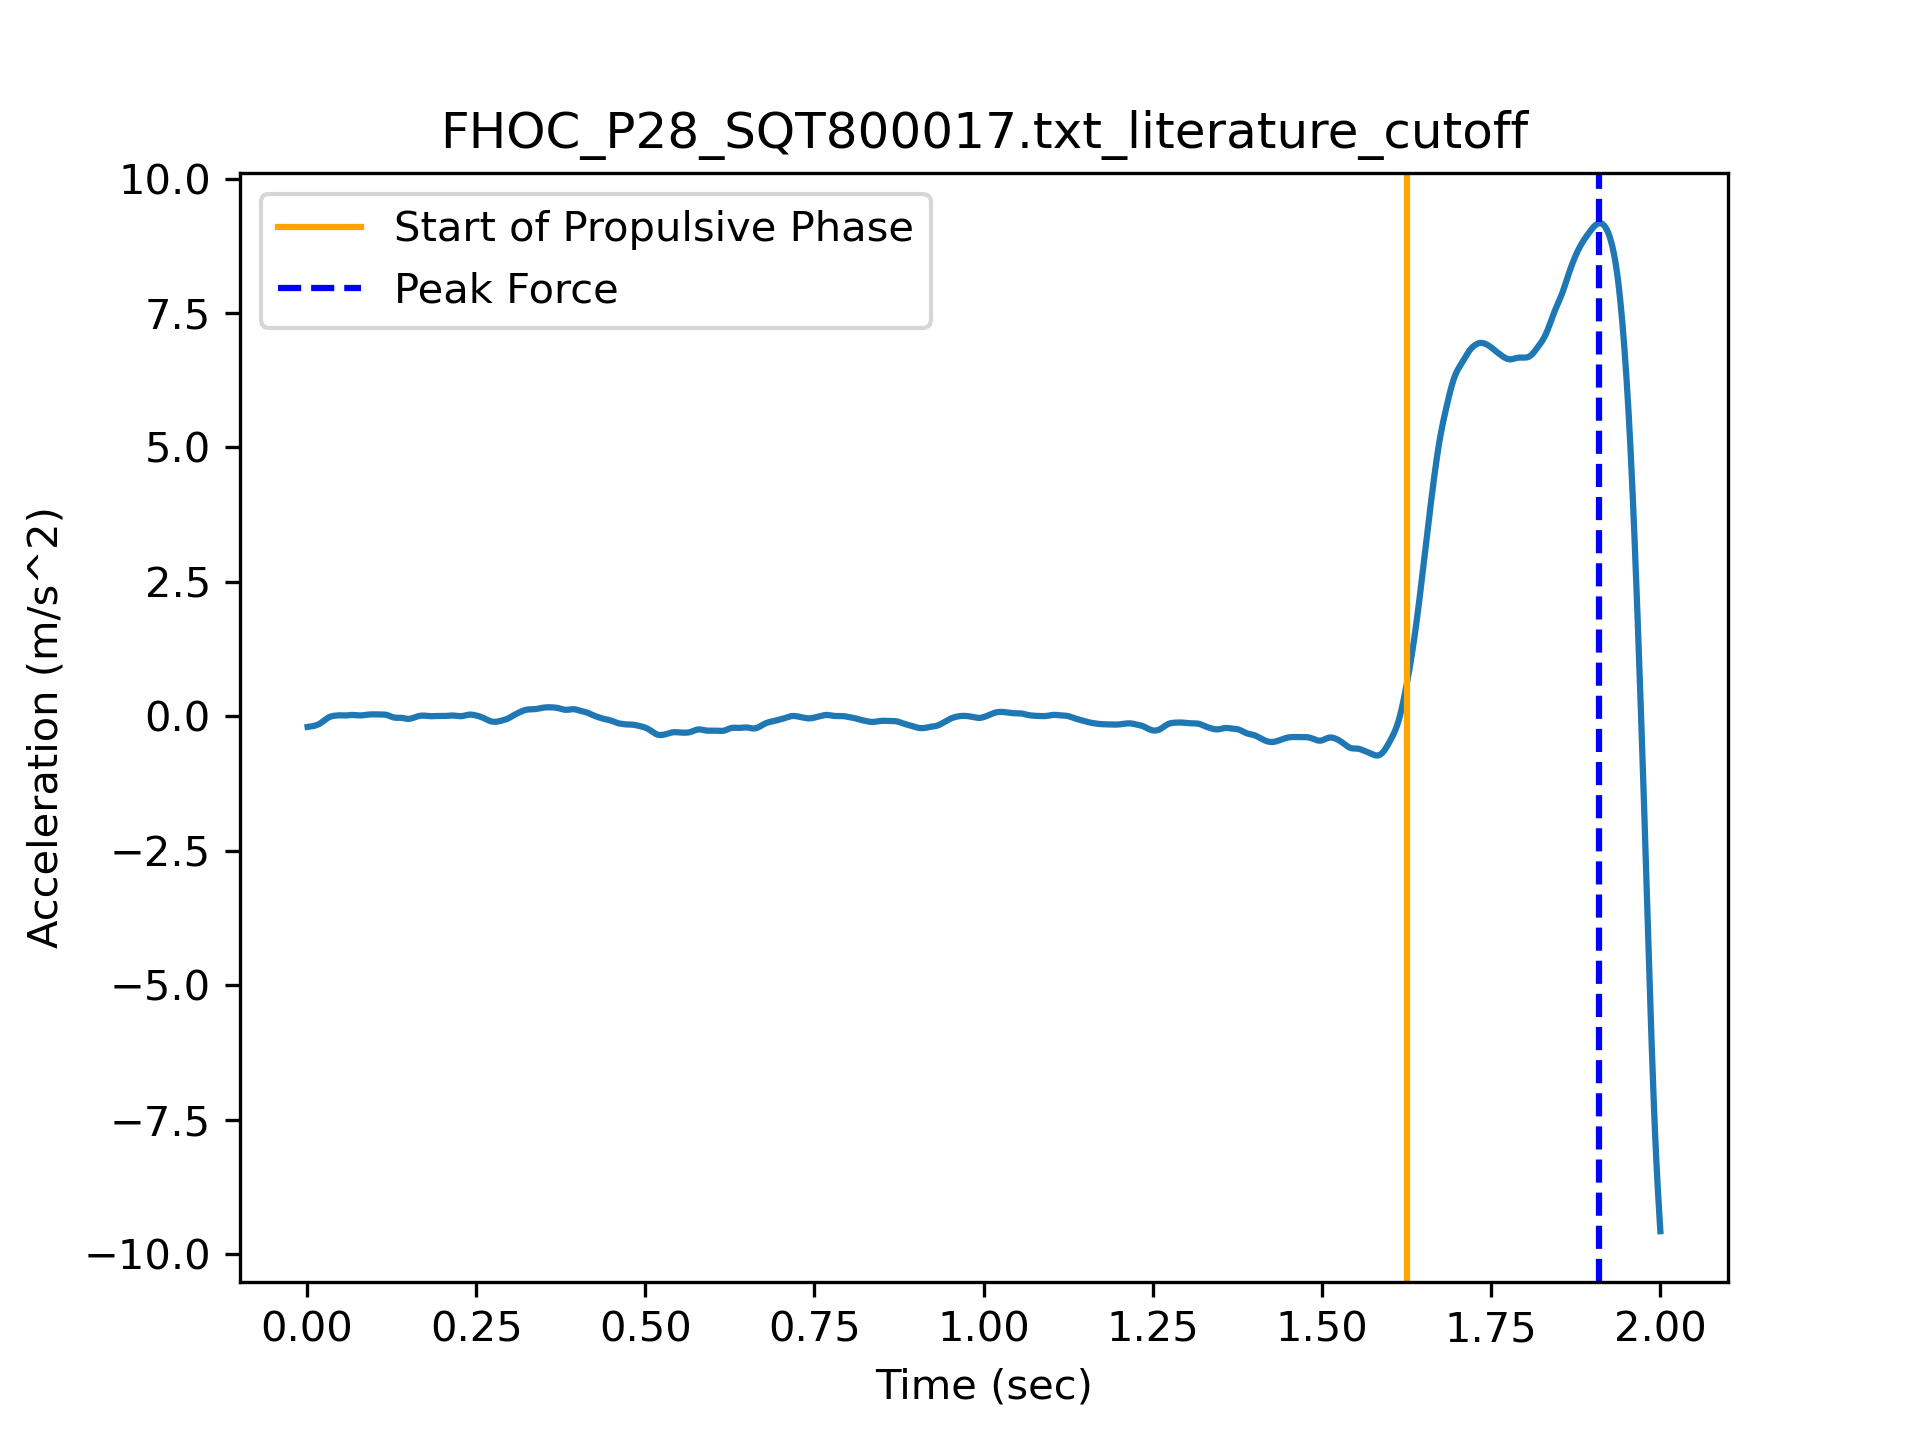 FHOC_P28_SQT800017.txt_literature_cutoff
Start of Propulsive Phase
Peak Force
10.0
7.5
5.0
2.5
0.0
−2.5
−5.0
−7.5
−10.0
Acceleration (m/s^2)
0.00 0.25 0.50 0.75 1.00 1.25 1.50 1.75 2.00
Time (sec)